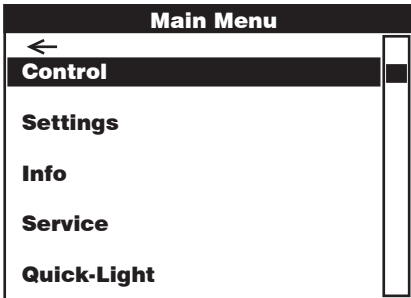 Main Menu
←
Control
Settings
Info
Service
Quick-Light